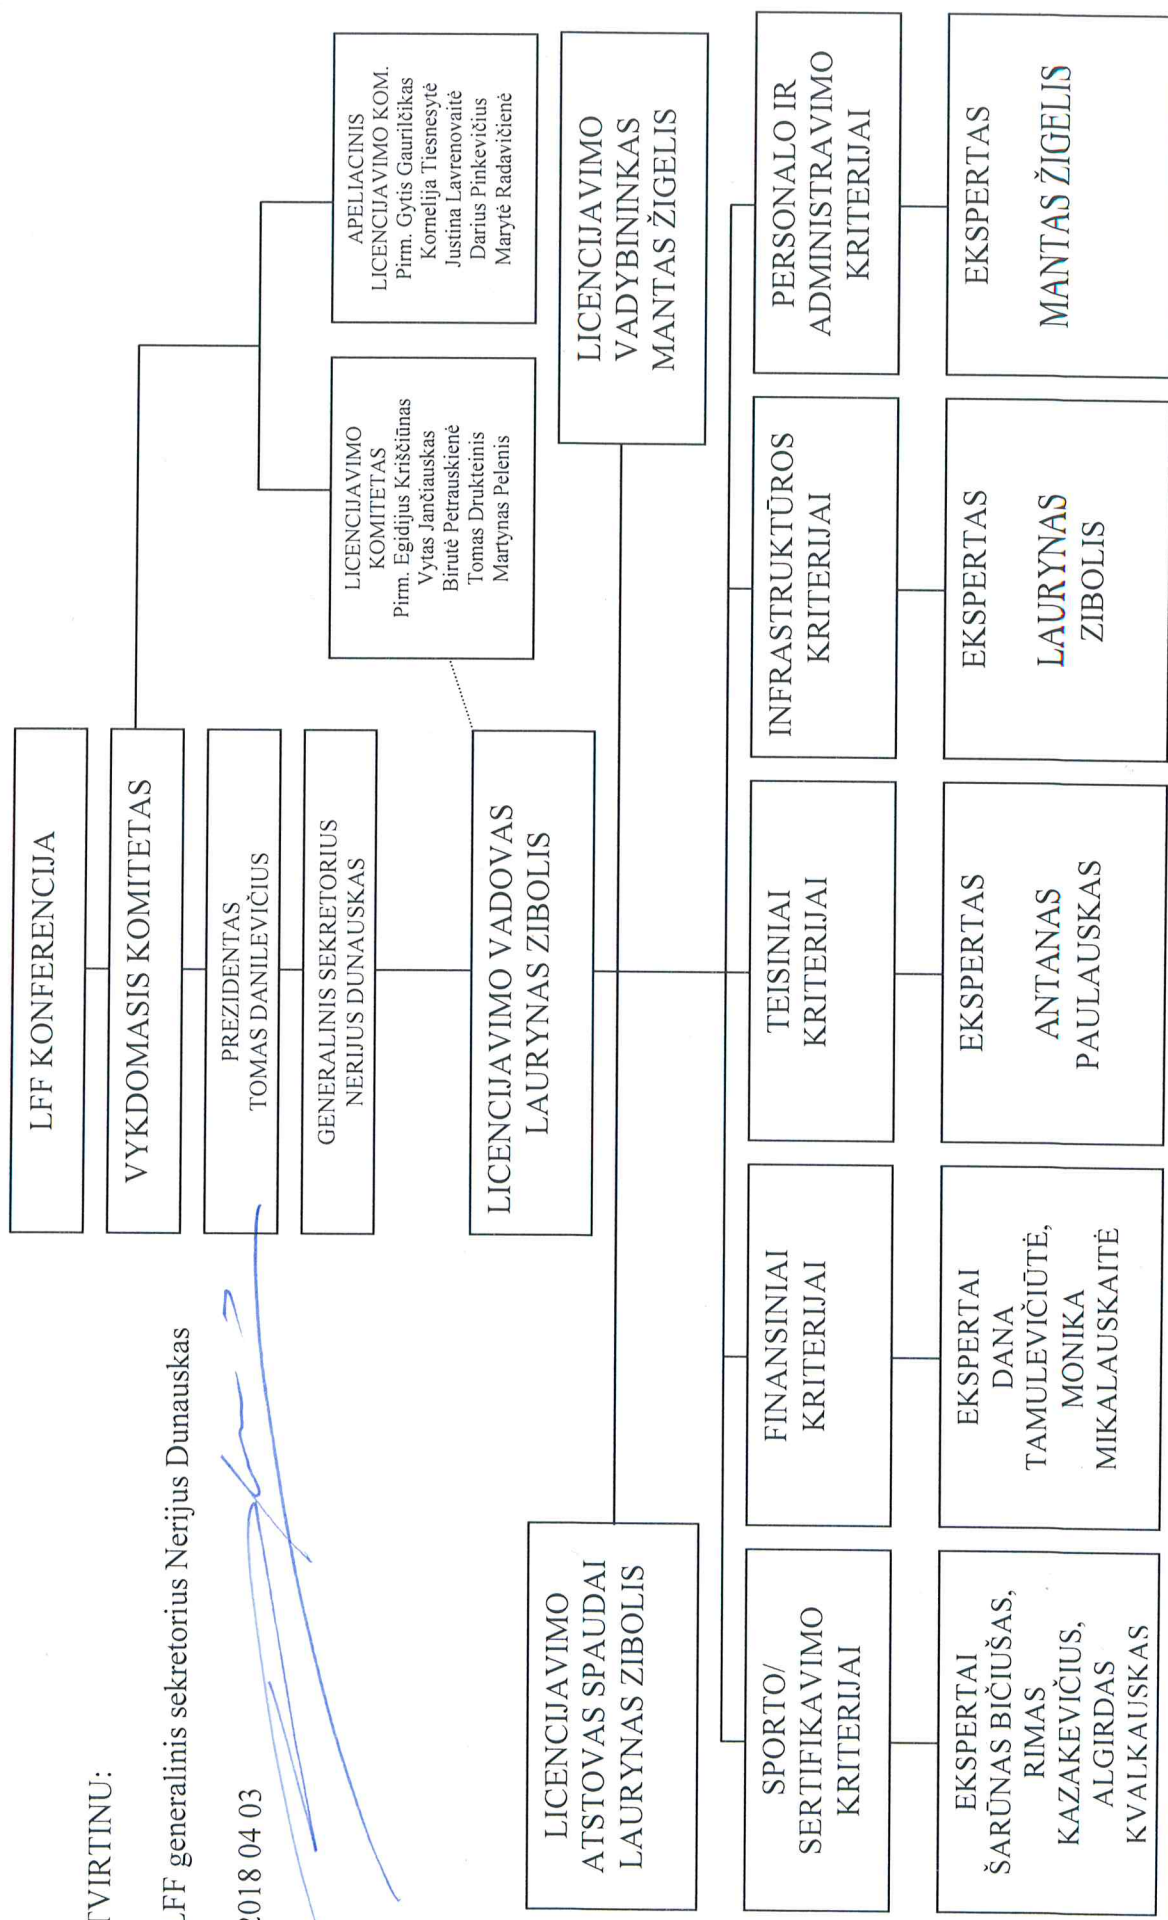 TVIRTINU:
LFF generalinis sekretorius Nerijus Dunauskas
2018 04 03
LFF KONFERENCIJA
VYKDOMASIS KOMITETAS
PREZIDENTAS
TOMAS DANILEVIČIUS
GENERALINIS SEKRETORIUS
NERIJUS DUNAUSKAS
LICENCIJAVIMO
KOMITETAS
Pirm. Egidijus Kriščiūnas
Vytas Jančiauskas
Birutė Petrauskienė
Tomas Drukteinis
Martynas Pelenis
APELIACINIS
LICENCIJAVIMO KOM.
Pirm. Gytis Gaurilčikas
Kornelija Tiesnesytė
Justina Lavrenovaitė
Darius Pinkevičius
Marytė Radavičienė
LICENCIJAVIMO VADOVAS
LAURYNAS ZIBOLIS
LICENCIJAVIMO
ATSTOVAS SPAUDAI
LAURYNAS ZIBOLIS
LICENCIJAVIMO
VADYBININKAS
MANTAS ŽIGELIS
SPORTO/
SERTIFIKAVIMO
KRITERIJAI
FINANSINIAI
KRITERIJAI
TEISINIAI
KRITERIJAI
INFRASTRUKTŪROS
KRITERIJAI
PERSONALO IR
ADMINISTRAVIMO
KRITERIJAI
EKSPERTAI
ŠARŪNAS BIČIUŠAS,
RIMAS
KAZAKEVIČIUS,
ALGIRDAS
KVALKAUSKAS
EKSPERTAI
DANA
TAMULEVIČIUTĖ,
MONIKA
MIKALAUSKAITĖ
EKSPERTAS
ANTANAS
PAULAUSKAS
EKSPERTAS
LAURYNAS
ZIBOLIS
EKSPERTAS
MANTAS ŽIGELIS